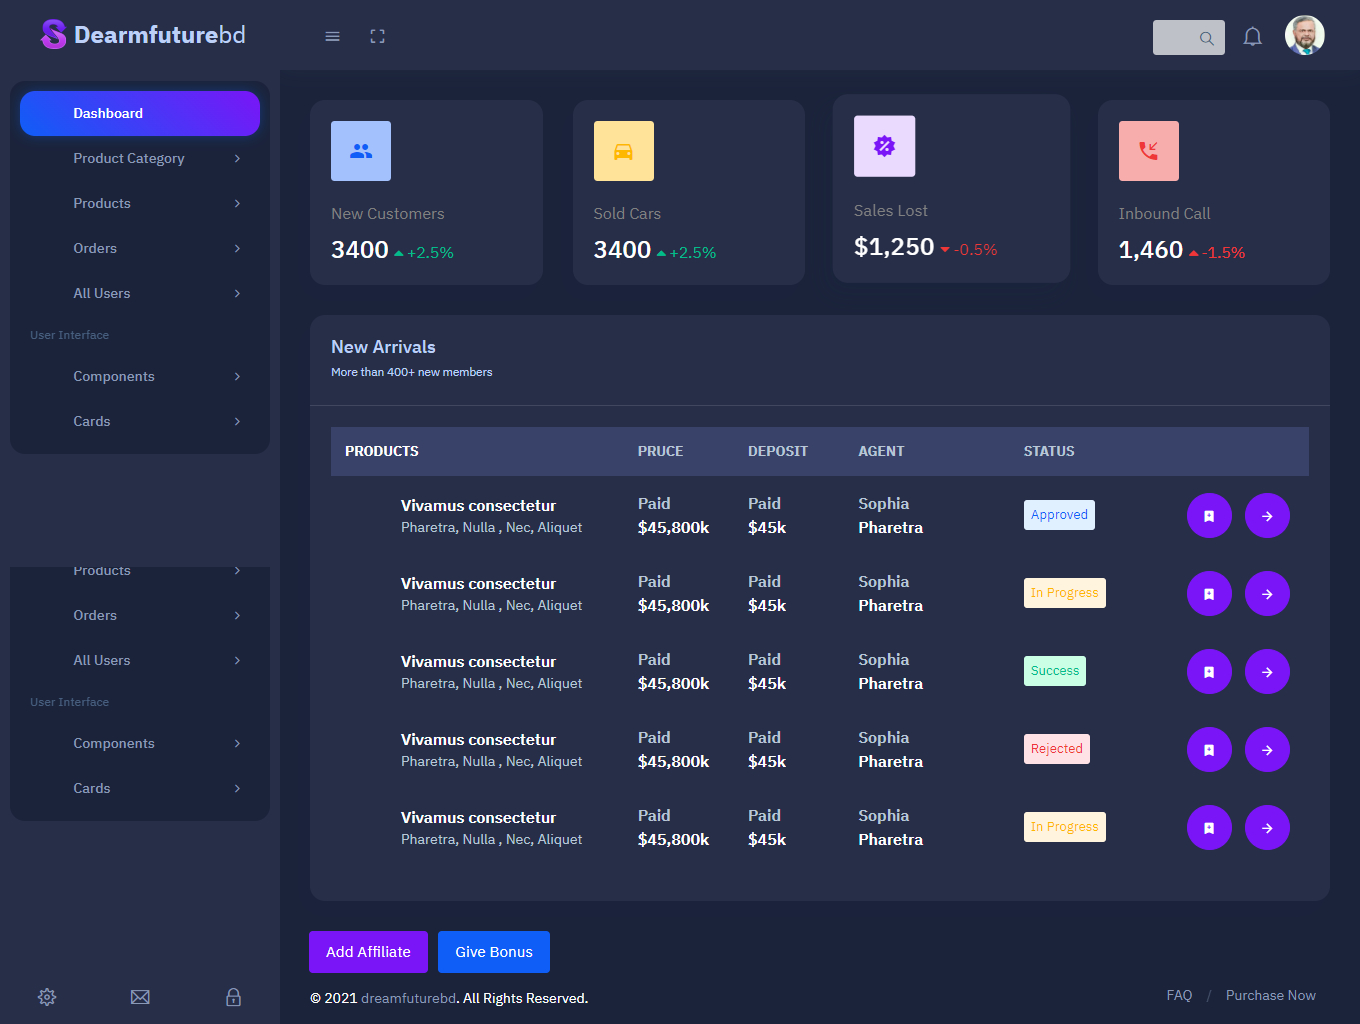 Dearmfuturebd
Dashboard
Product Category
Products
Orders
All Users
User Interface
Components
Cards
Products
Orders
All Users
User Interface
Components
Cards
New Customers
3400 +2.5%
Sold Cars
3400 +2.5%
Sales Lost
$1,250 -0.5%
Inbound Call
1,460 -1.5%
New Arrivals
More than 400+ new members
PRODUCTS PRUCE DEPOSIT AGENT STATUS
Vivamus consectetur Paid Paid Sophia Approved
Pharetra, Nulla , Nec, Aliquet $45,800k $45k Pharetra
Vivamus consectetur Paid Paid Sophia In Progress
Pharetra, Nulla , Nec, Aliquet $45,800k $45k Pharetra
Vivamus consectetur Paid Paid Sophia Success
Pharetra, Nulla , Nec, Aliquet $45,800k $45k Pharetra
Vivamus consectetur Paid Paid Sophia Rejected
Pharetra, Nulla , Nec, Aliquet $45,800k $45k Pharetra
Vivamus consectetur Paid Paid Sophia In Progress
Pharetra, Nulla , Nec, Aliquet $45,800k $45k Pharetra
Add Affiliate Give Bonus
© 2021 dreamfuturebd. All Rights Reserved.
FAQ / Purchase Now